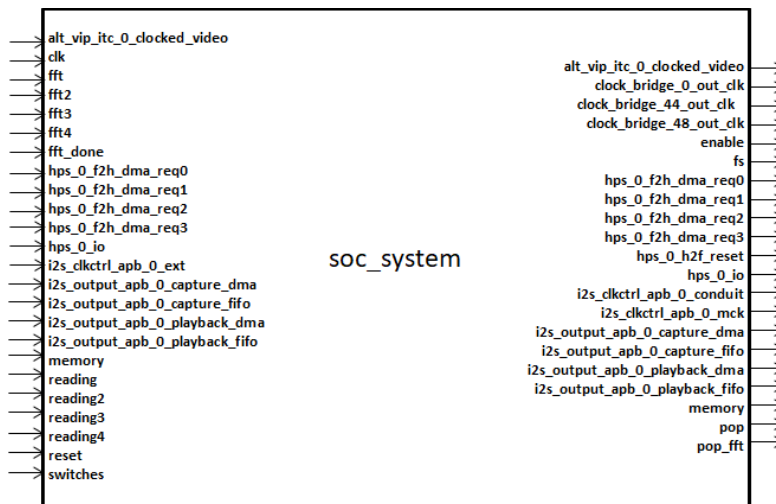 alt_vip_itc_0_clocked_video
clk
fft
fft2
fft3
fft4
fft_done
hps_0_f2h_dma_req0
hps_0_f2h_dma_req1
hps_0_f2h_dma_req2
hps_0_f2h_dma_req3
hps_0_io
i2s_clkctrl_apb_0_ext
i2s_output_apb_0_capture_dma
i2s_output_apb_0_capture_fifo
i2s_output_apb_0_playback_dma
i2s_output_apb_0_playback_fifo
memory
reading
reading2
reading3
reading4
reset
switches
soc_system
alt_vip_itc_0_clocked_video
clock_bridge_0_out_clk
clock_bridge_44_out_clk
clock_bridge_48_out_clk
enable
fs
hps_0_f2h_dma_req0
hps_0_f2h_dma_req1
hps_0_f2h_dma_req2
hps_0_f2h_dma_req3
hps_0_h2f_reset
hps_0_io
i2s_clkctrl_apb_0_conduit
i2s_clkctrl_apb_0_mck
i2s_output_apb_0_capture_dma
i2s_output_apb_0_capture_fifo
i2s_output_apb_0_playback_dma
i2s_output_apb_0_playback_fifo
memory
pop
pop_fft